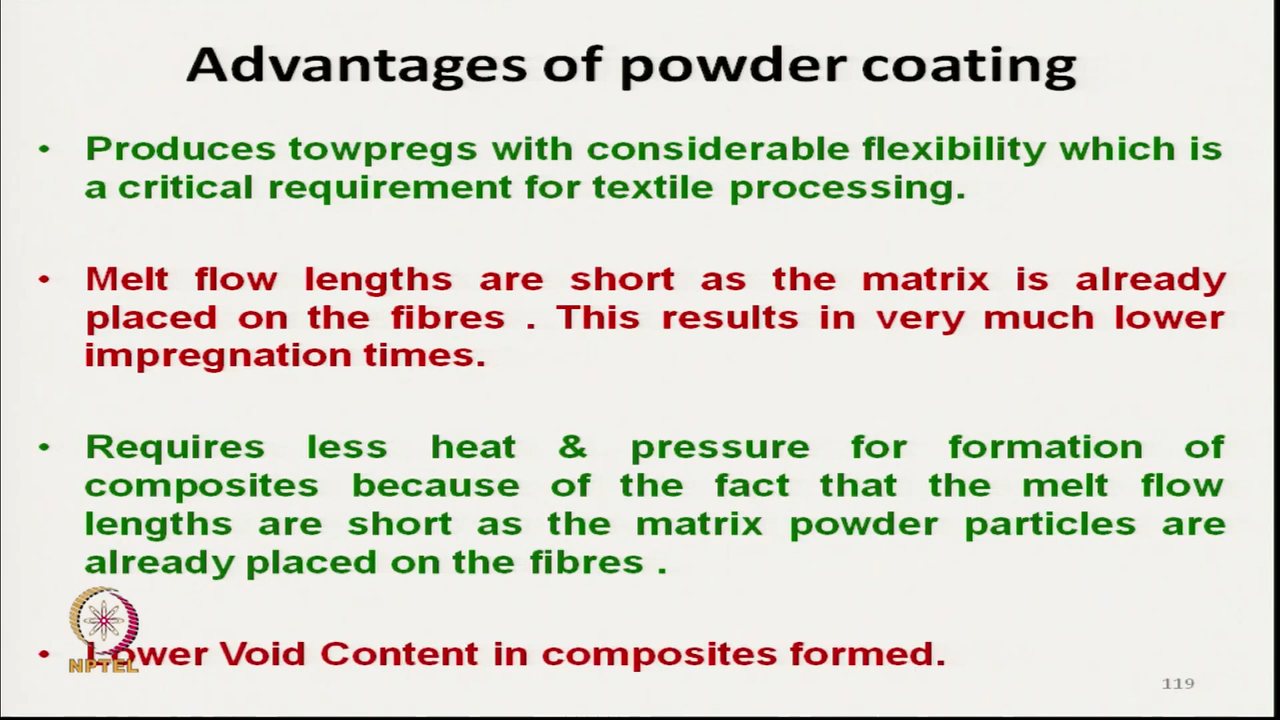 Advantages of powder coating
• Produces towpregs with considerable flexibility which is
a critical requirement for textile processing.
• Melt flow lengths are short as the matrix is already
placed on the fibres . This results in very much lower
impregnation times.
• Requires less heat & pressure for formation of
composites because of the fact that the melt flow
lengths are short as the matrix powder particles are
already placed on the fibres .
• Lower Void Content in composites formed.
NPTEL
119